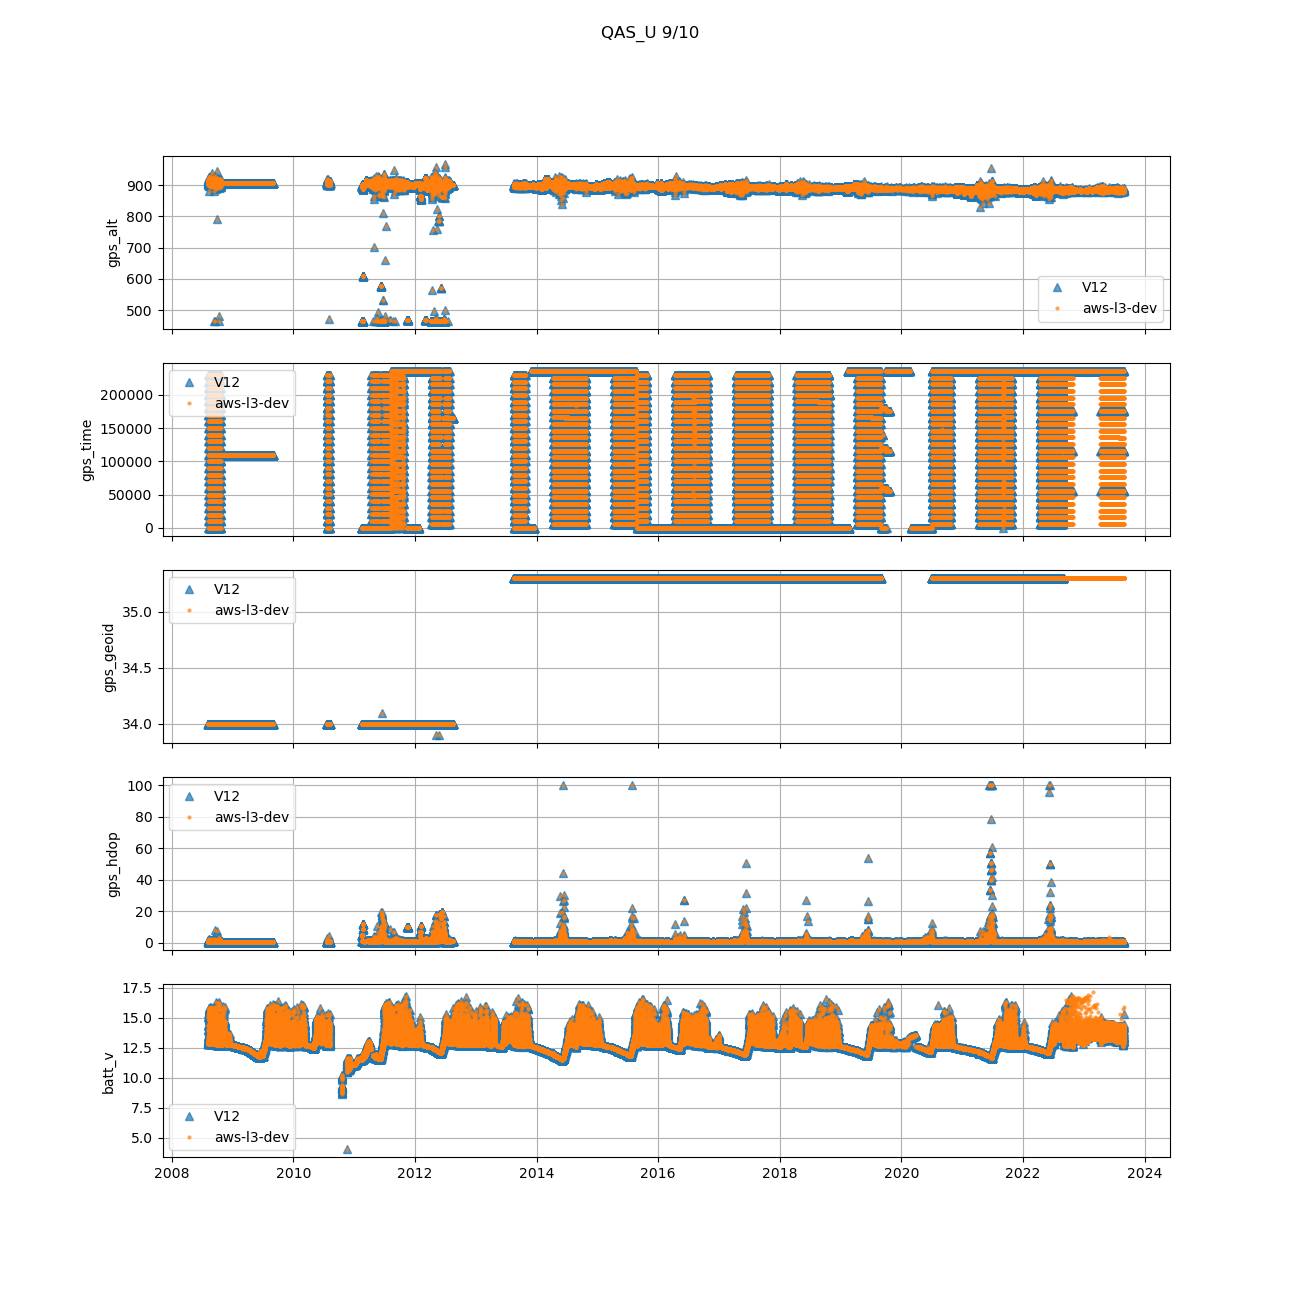 QAS_U 9/10
gps_alt
900
800
700
600
500
V12
aws-l3-dev
gps_time
200000
150000
100000
50000
0
V12
aws-l3-dev
gps_geoid
35.0
34.5
34.0
V12
aws-l3-dev
gps_hdop
100
80
60
40
20
0
V12
aws-l3-dev
batt_v
17.5
15.0
12.5
10.0
7.5
5.0
V12
aws-l3-dev
2008 2010 2012 2014 2016 2018 2020 2022 2024